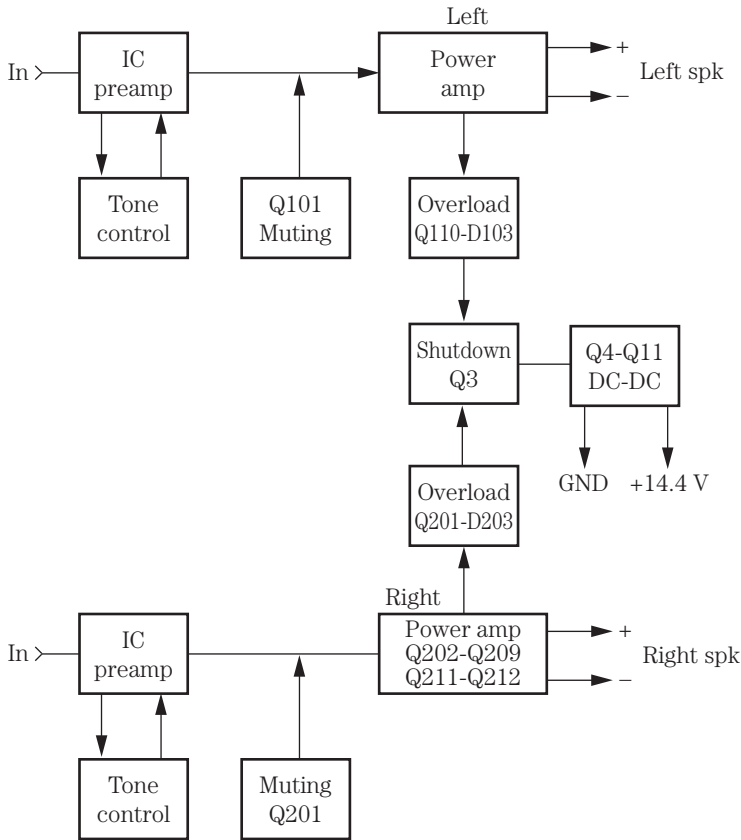 Left
In
IC
preamp
Power
amp
+
Left spk
−
Tone
control
Q101
Muting
Overload
Q110-D103
Shutdown
Q3
Q4-Q11
DC-DC
GND
+14.4 V
Overload
Q201-D203
Right
In
IC
preamp
Power amp
Q202-Q209
Q211-Q212
+
Right spk
−
Tone
control
Muting
Q201